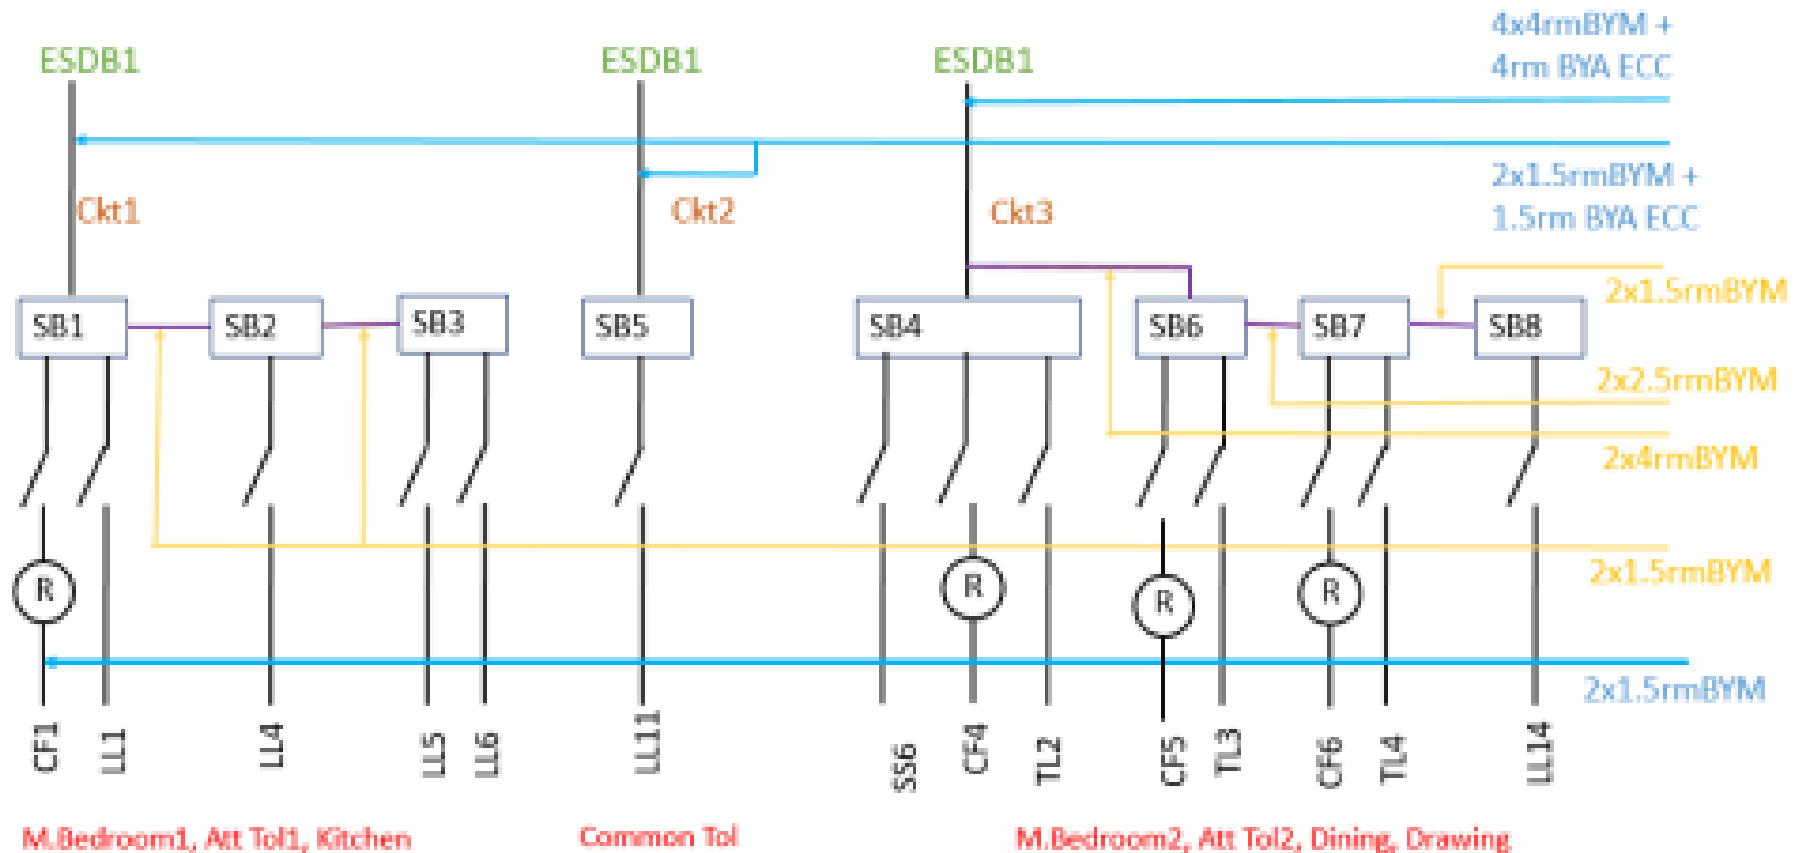 4x4rmBYM +
4rm BYA ECC
ESDB1
ESDB1
ESDB1
2x1.5rmBYM +
1.5rm BYA ECC
Ckt1
Ckt2
Ckt3
2x1.5rmBYM
SB1
SB2
SB3
SB5
SB4
SB6
SB7
SB8
2x2.5rmBYM
2x4rmBYM
2x1.5rmBYM
R
R
R
R
2x1.5rmBYM
CF1
LL1
LL4
LL5
LL6
LL11
SS6
CF4
TL2
CF5
TL3
CF6
TL4
LL14
M.Bedroom1, Att Tol1, Kitchen
Common Tol
M.Bedroom2, Att Tol2, Dining, Drawing